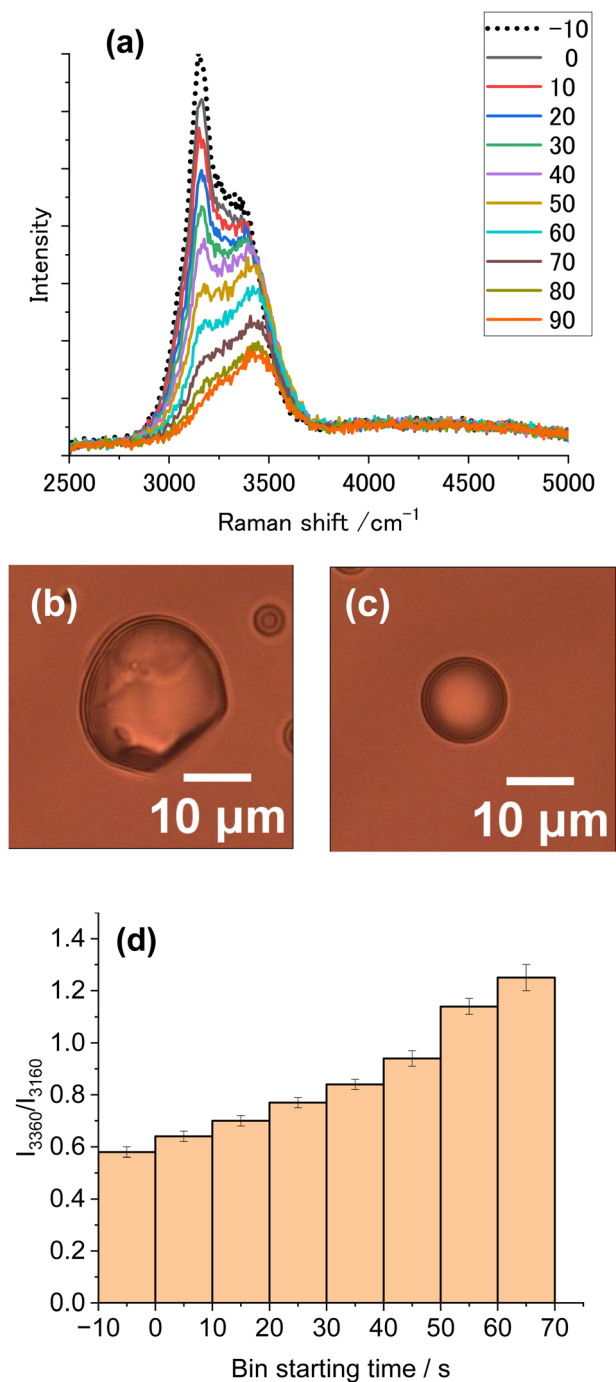 (a)
−10
0
10
20
30
40
50
60
70
80
90
Intensity
2500 3000 3500 4000 4500 5000
Raman shift /cm⁻¹
(b)
10 μm
(c)
10 μm
(d)
1.4
1.2
1.0
0.8
0.6
0.4
0.2
0.0
I₃₃₆₀/I₃₁₆₀
−10 0 10 20 30 40 50 60 70
Bin starting time / s